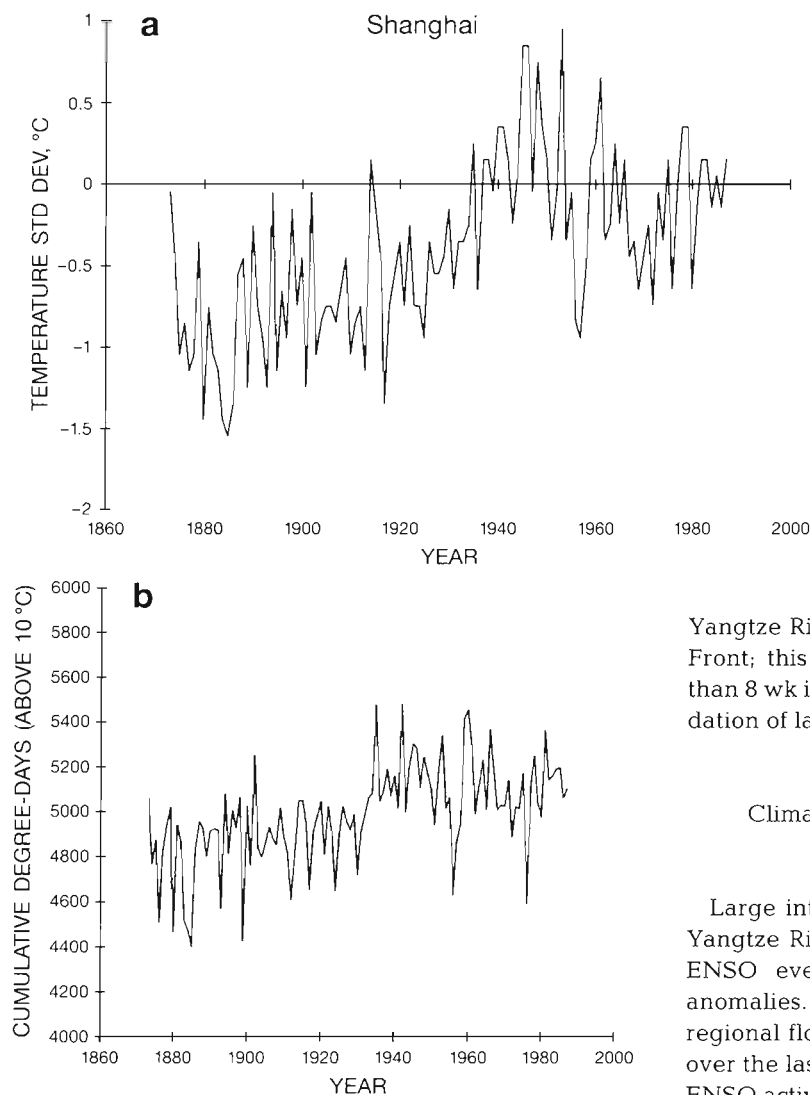 a
Shanghai
TEMPERATURE STD DEV, °C
1
0.5
0
−0.5
−1
−1.5
−2
1860 1880 1900 1920 1940 1960 1980 2000
YEAR
b
CUMULATIVE DEGREE-DAYS (ABOVE 10 °C)
6000
5800
5600
5400
5200
5000
4800
4600
4400
4200
4000
1860 1880 1900 1920 1940 1960 1980 2000
YEAR
Yangtze Ri
Front; this
than 8 wk i
dation of la
Clima
Large int
Yangtze Ri
ENSO eve
anomalies.
regional flo
over the las
ENSO activ